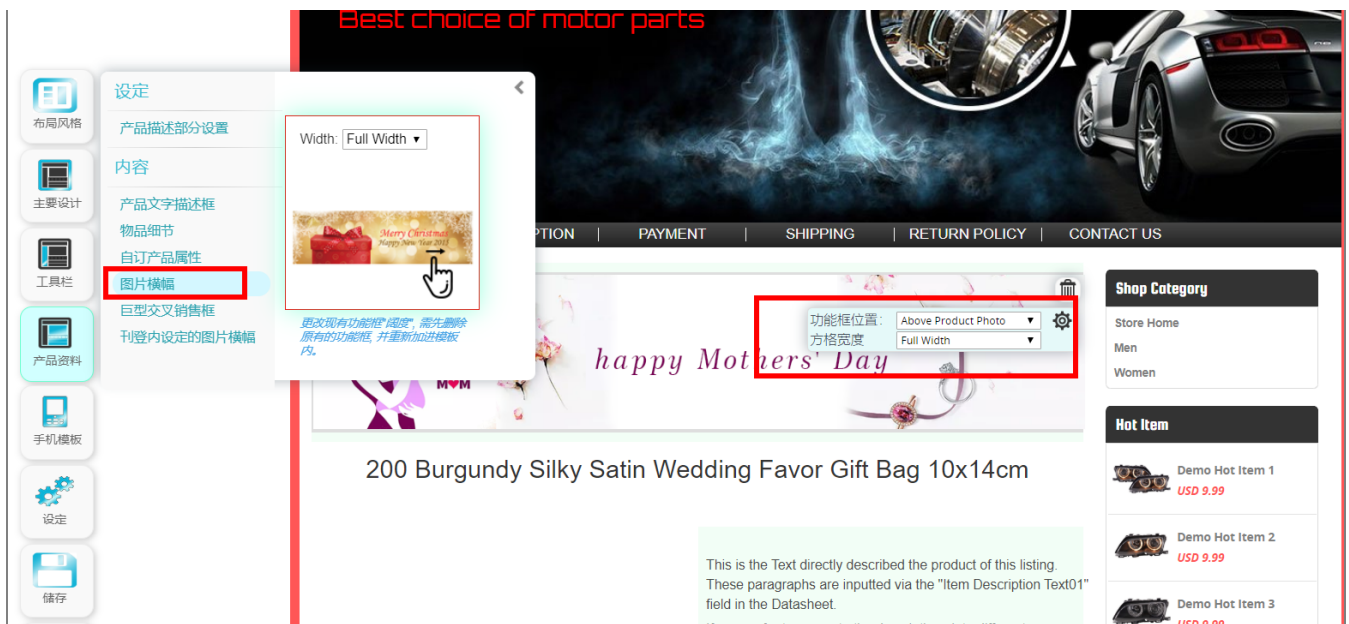 Best choice of motor parts
布局风格
主要设计
工具栏
产品资料
手机模板
设定
储存
设定
产品描述部分设置
内容
产品文字描述框
物品细节
自订产品属性
图片横幅
巨型交叉销售框
刊登内设定的图片横幅
Width: Full Width
Merry Christmas
更改现有功能框"阔度", 需先删除
原有的功能框, 并重新加进模板
内。
PTION | PAYMENT | SHIPPING | RETURN POLICY | CONTACT US
功能框位置: Above Product Photo
方格宽度 Full Width
happy Mothers' Day
M♥M
200 Burgundy Silky Satin Wedding Favor Gift Bag 10x14cm
This is the Text directly described the product of this listing.
These paragraphs are inputted via the "Item Description Text01"
field in the Datasheet.
Shop Category
Store Home
Men
Women
Hot Item
Demo Hot Item 1
USD 9.99
Demo Hot Item 2
USD 9.99
Demo Hot Item 3
USD 9.99